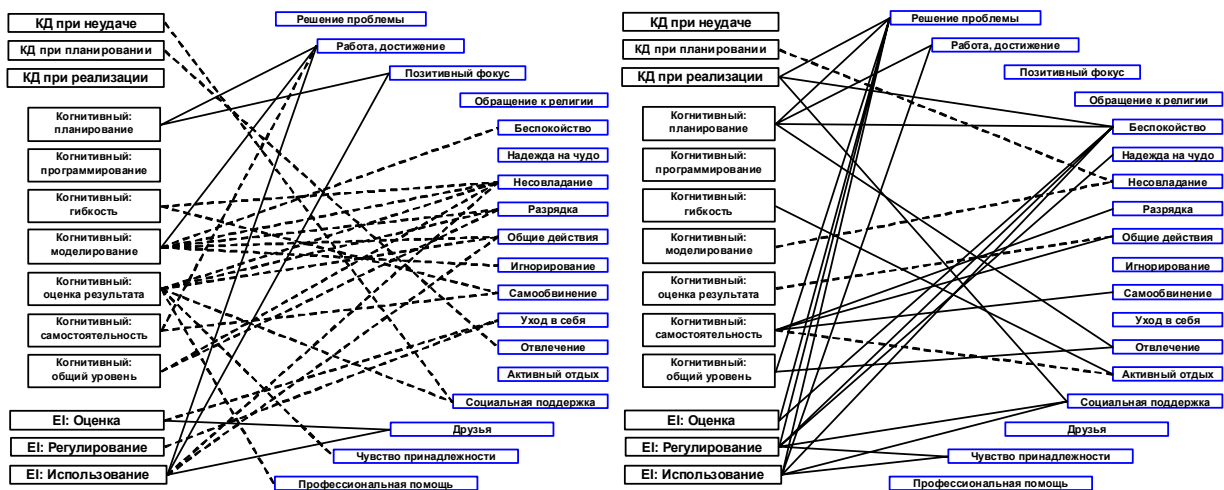 КД при неудаче
КД при планировании
КД при реализации
Когнитивный:
планирование
Когнитивный:
программирование
Когнитивный:
гибкость
Когнитивный:
моделирование
Когнитивный:
оценка результата
Когнитивный:
самостоятельность
Когнитивный:
общий уровень
EI: Оценка
EI: Регулирование
EI: Использование
Решение проблемы
Работа, достижение
Позитивный фокус
Обращение к религии
Беспокойство
Надежда на чудо
Несовладание
Разрядка
Общие действия
Игнорирование
Самообвинение
Уход в себя
Отвлечение
Активный отдых
Социальная поддержка
Друзья
Чувство принадлежности
Профессиональная помощь
КД при неудаче
КД при планировании
КД при реализации
Когнитивный:
планирование
Когнитивный:
программирование
Когнитивный:
гибкость
Когнитивный:
моделирование
Когнитивный:
оценка результата
Когнитивный:
самостоятельность
Когнитивный:
общий уровень
EI: Оценка
EI: Регулирование
EI: Использование
Решение проблемы
Работа, достижение
Позитивный фокус
Обращение к религии
Беспокойство
Надежда на чудо
Несовладание
Разрядка
Общие действия
Игнорирование
Самообвинение
Уход в себя
Отвлечение
Активный отдых
Социальная поддержка
Друзья
Чувство принадлежности
Профессиональная помощь